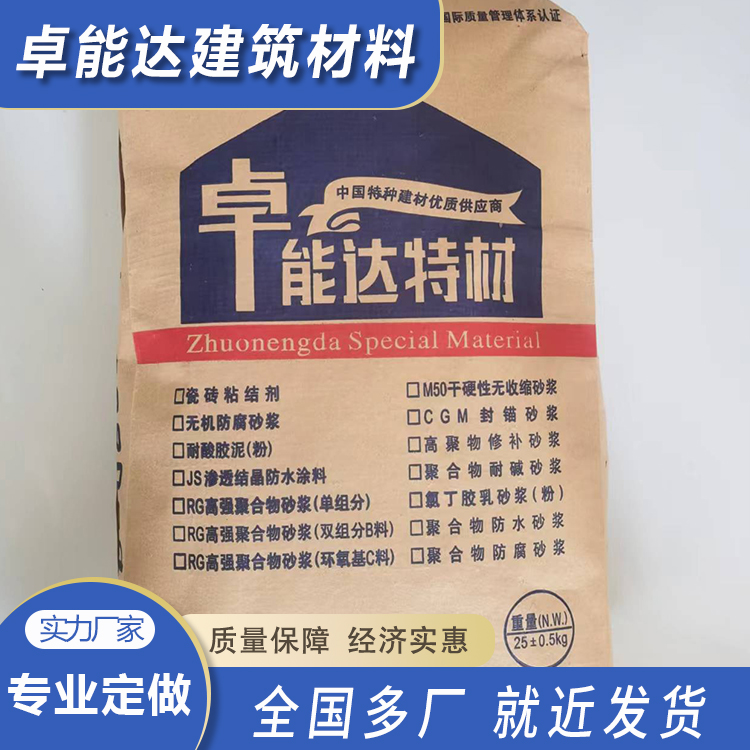 国际质量管理体系认证
卓能达建筑材料
中国特种建材优质供应商
卓能达特材
Zhuonengda Special Material
□瓷砖粘结剂
□无机防腐砂浆
□耐酸胶泥(粉)
□JS渗透结晶防水涂料
□RG高强聚合物砂浆(单组分)
□RG高强聚合物砂浆(双组分B料)
□RG高强聚合物砂浆(环氧基C料)
□M50干硬性无收缩砂浆
□CGM封锚砂浆
□高聚物修补砂浆
□聚合物耐碱砂浆
□氯丁胶乳砂浆(粉)
□聚合物防水砂浆
□聚合物防腐砂浆
重量(N.W.)
25±0.5kg
实力厂家
质量保障 经济实惠
专业定做
全国多厂 就近发货